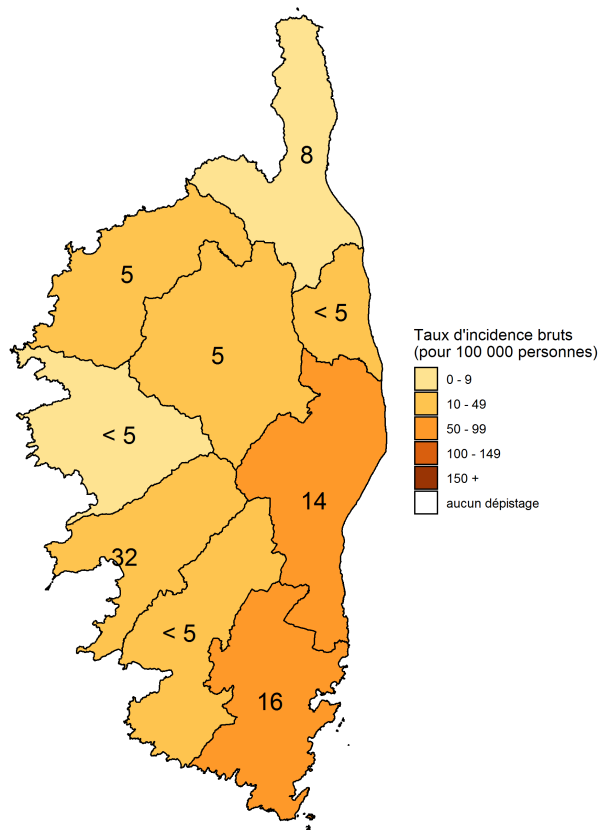 8
5
< 5
5
< 5
14
32
< 5
16
Taux d'incidence bruts
(pour 100 000 personnes)
0 - 9
10 - 49
50 - 99
100 - 149
150 +
aucun dépistage